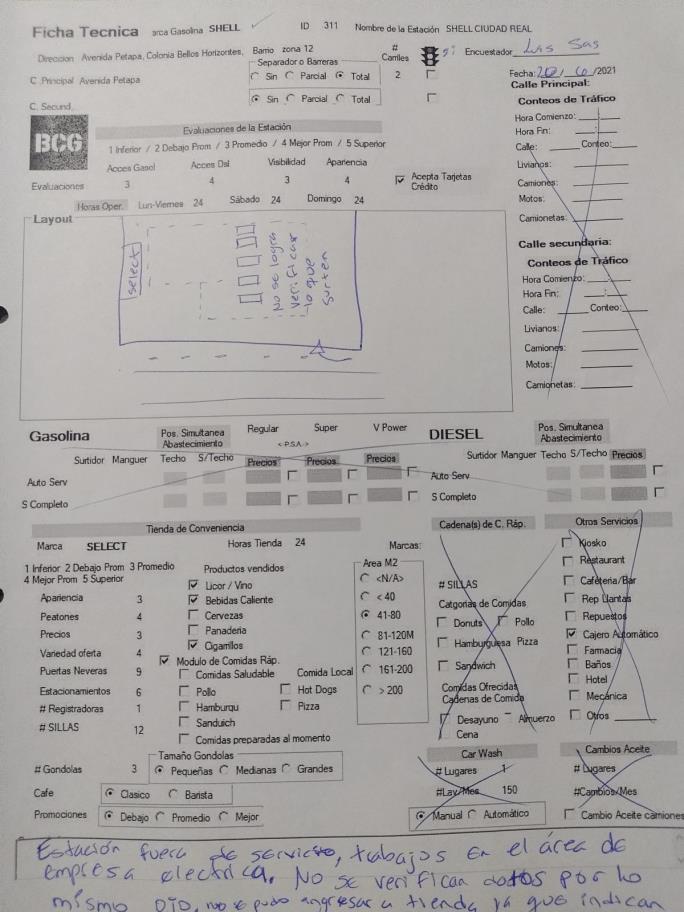 Ficha Tecnica arca Gasolina SHELL ID 311 Nombre de la Estación SHELL CIUDAD REAL
Direccion Avenida Petapa, Colonia Bellos Horizontes, Barrio zona 12 # Carriles Si Encuestador Luis Sas
Separador o Barreras
C .Principal Avenida Petapa Sin Parcial Total 2
Fecha: /2021
C. Secund. Sin Parcial Total
Calle Principal:
Conteos de Tráfico
Hora Comienzo:
Hora Fin:
Calle: Conteo:
Livianos:
Camiones:
Motos:
Camionetas:
Calle secundaria:
Conteos de Tráfico
Hora Comienzo:
Hora Fin:
Calle: Conteo:
Livianos:
Camiones:
Motos:
Camionetas:
BCG
Evaluaciones de la Estación
1 Inferior / 2 Debajo Prom / 3 Promedio / 4 Mejor Prom / 5 Superior
Acces Gasol Acces Dsl Visibilidad Apariencia
Evaluaciones 3 4 3 4 Acepta Tarjetas Crédito
Horas Oper. Lun-Viernes 24 Sábado 24 Domingo 24
Layout
select
No se logra
verificar
lo que
surten
Gasolina Pos. Simultanea Abastecimiento Regular Super V Power
<-P.S.A.->
Surtidor Manguer Techo S/Techo Precios Precios Precios
Auto Serv
S Completo
DIESEL Pos. Simultanea Abastecimiento
Surtidor Manguer Techo S/Techo Precios
Auto Serv
S Completo
Tienda de Conveniencia
Marca SELECT Horas Tienda 24 Marcas:
1 Inferior 2 Debajo Prom 3 Promedio
4 Mejor Prom 5 Superior
Apariencia 3
Peatones 4
Precios 3
Variedad oferta 4
Puertas Neveras 9
Estacionamientos 6
# Registradoras 1
# SILLAS 12
Productos vendidos
Licor / Vino
Bebidas Caliente
Cervezas
Panaderia
Cigarrillos
Modulo de Comidas Ráp.
Comidas Saludable Comida Local
Pollo Hot Dogs
Hamburqu Pizza
Sanduich
Comidas preparadas al momento
Area M2
<N/A>
< 40
41-80
81-120M
121-160
161-200
> 200
# Gondolas 3
Tamaño Gondolas
Pequeñas Medianas Grandes
Cafe Clasico Barista
Promociones Debajo Promedio Mejor
Cadena(s) de C. Ráp.
# SILLAS
Catgorias de Comidas
Donuts Pollo
Hamburguesa Pizza
Sandwich
Comidas Ofrecidas
Cadenas de Comida
Desayuno Almuerzo
Cena
Otros Servicios
Kiosko
Restaurant
Cafeteria/Bar
Rep Llantas
Repuestos
Cajero Automático
Farmacia
Baños
Hotel
Mecánica
Otros
Car Wash
# Lugares 1
#Lav/Mes 150
Manual Automático
Cambios Aceite
# Lugares
#Cambios/Mes
Cambio Aceite camiones
Estación fuera de servicio, trabajos en el área de
empresa electrica. No se verifican datos por lo
mismo OJO, no se pudo ingresar a tienda ya que indican